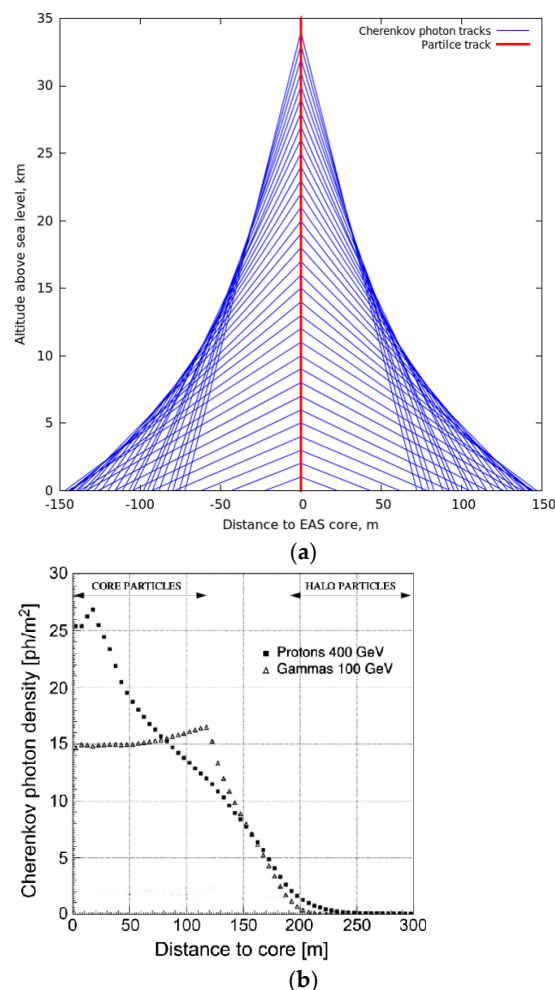 35
30
25
20
15
10
5
0
Altitude above sea level, km
Cherenkov photon tracks
Partilce track
-150 -100 -50 0 50 100 150
Distance to EAS core, m
(a)
30
25
20
15
10
5
0
Cherenkov photon density [ph/m²]
CORE PARTICLES HALO PARTICLES
Protons 400 GeV
Gammas 100 GeV
0 50 100 150 200 250 300
Distance to core [m]
(b)